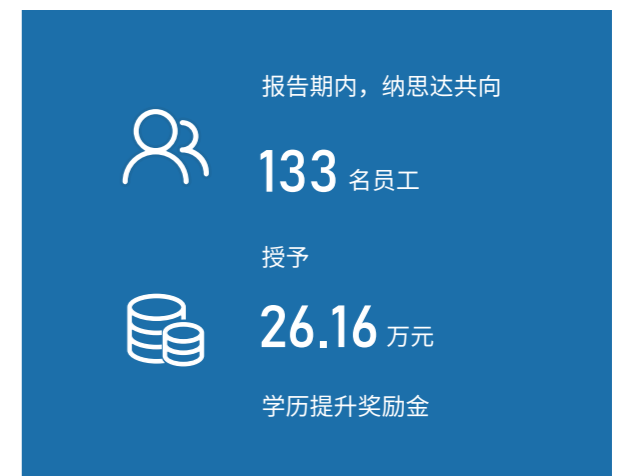 报告期内，纳思达共向
133 名员工
授予
26.16 万元
学历提升奖励金